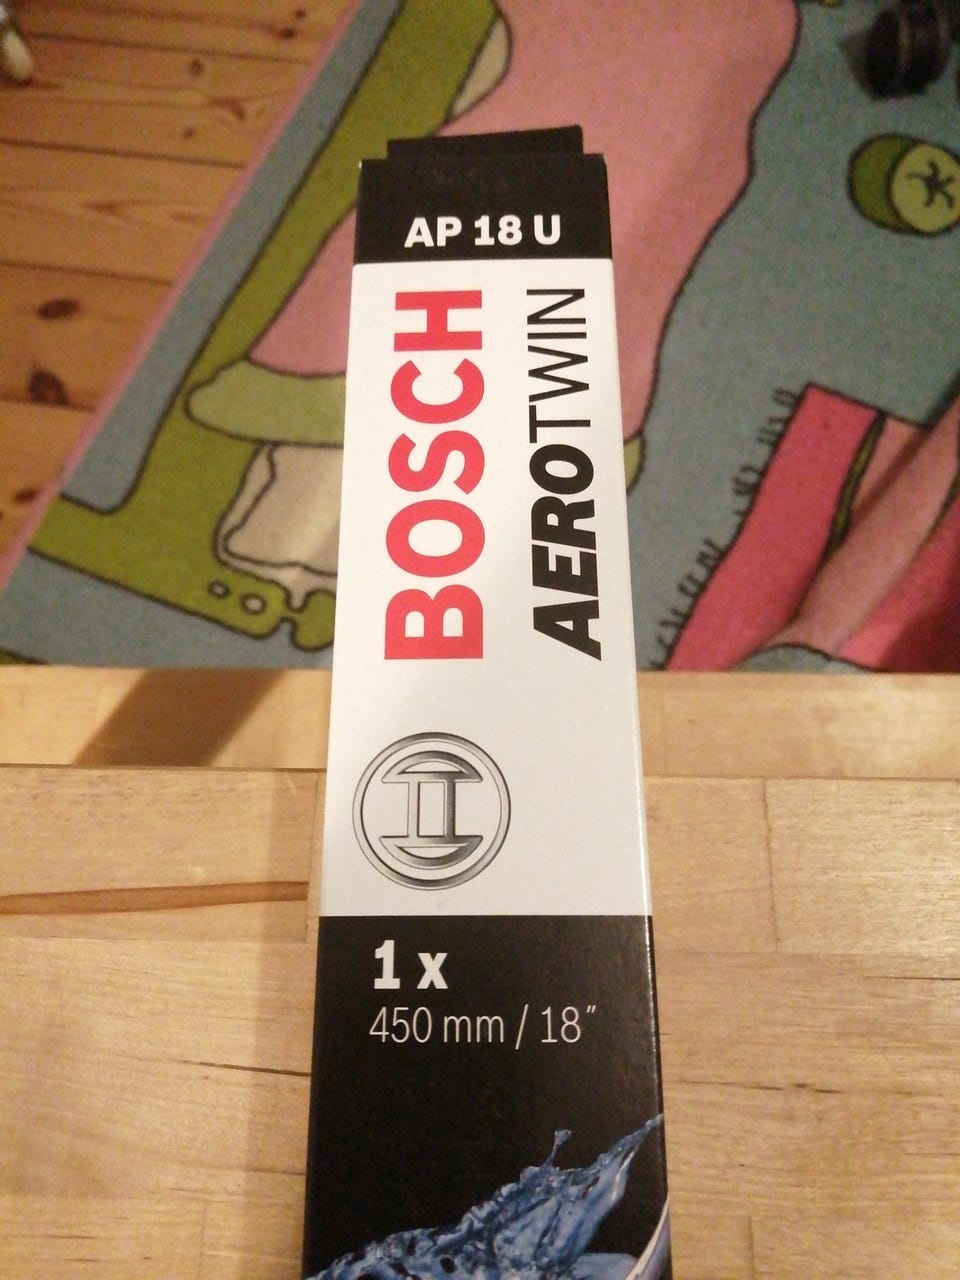 AP 18 U
BOSCH
AEROTWIN
1 x
450 mm / 18”